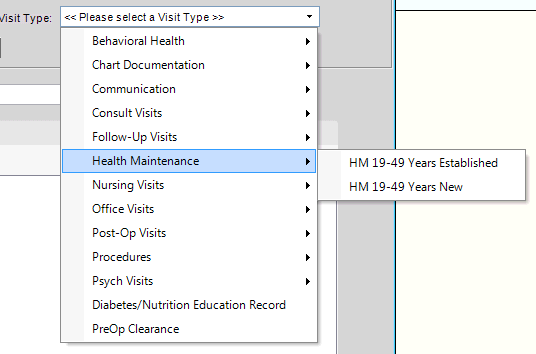 Visit Type: << Please select a Visit Type >>
Behavioral Health
Chart Documentation
Communication
Consult Visits
Follow-Up Visits
Health Maintenance
HM 19-49 Years Established
HM 19-49 Years New
Nursing Visits
Office Visits
Post-Op Visits
Procedures
Psych Visits
Diabetes/Nutrition Education Record
PreOp Clearance